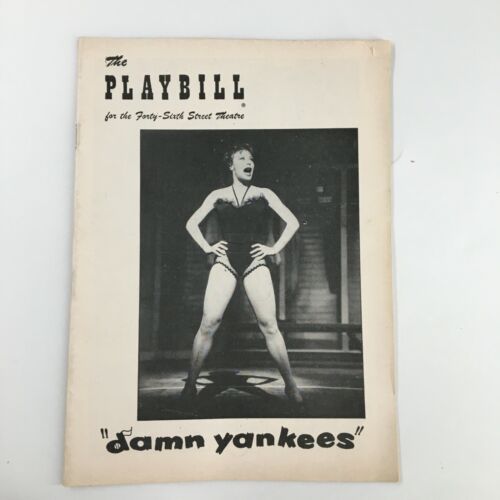 The
PLAYBILL®
for the Forty-Sixth Street Theatre
"damn yankees"